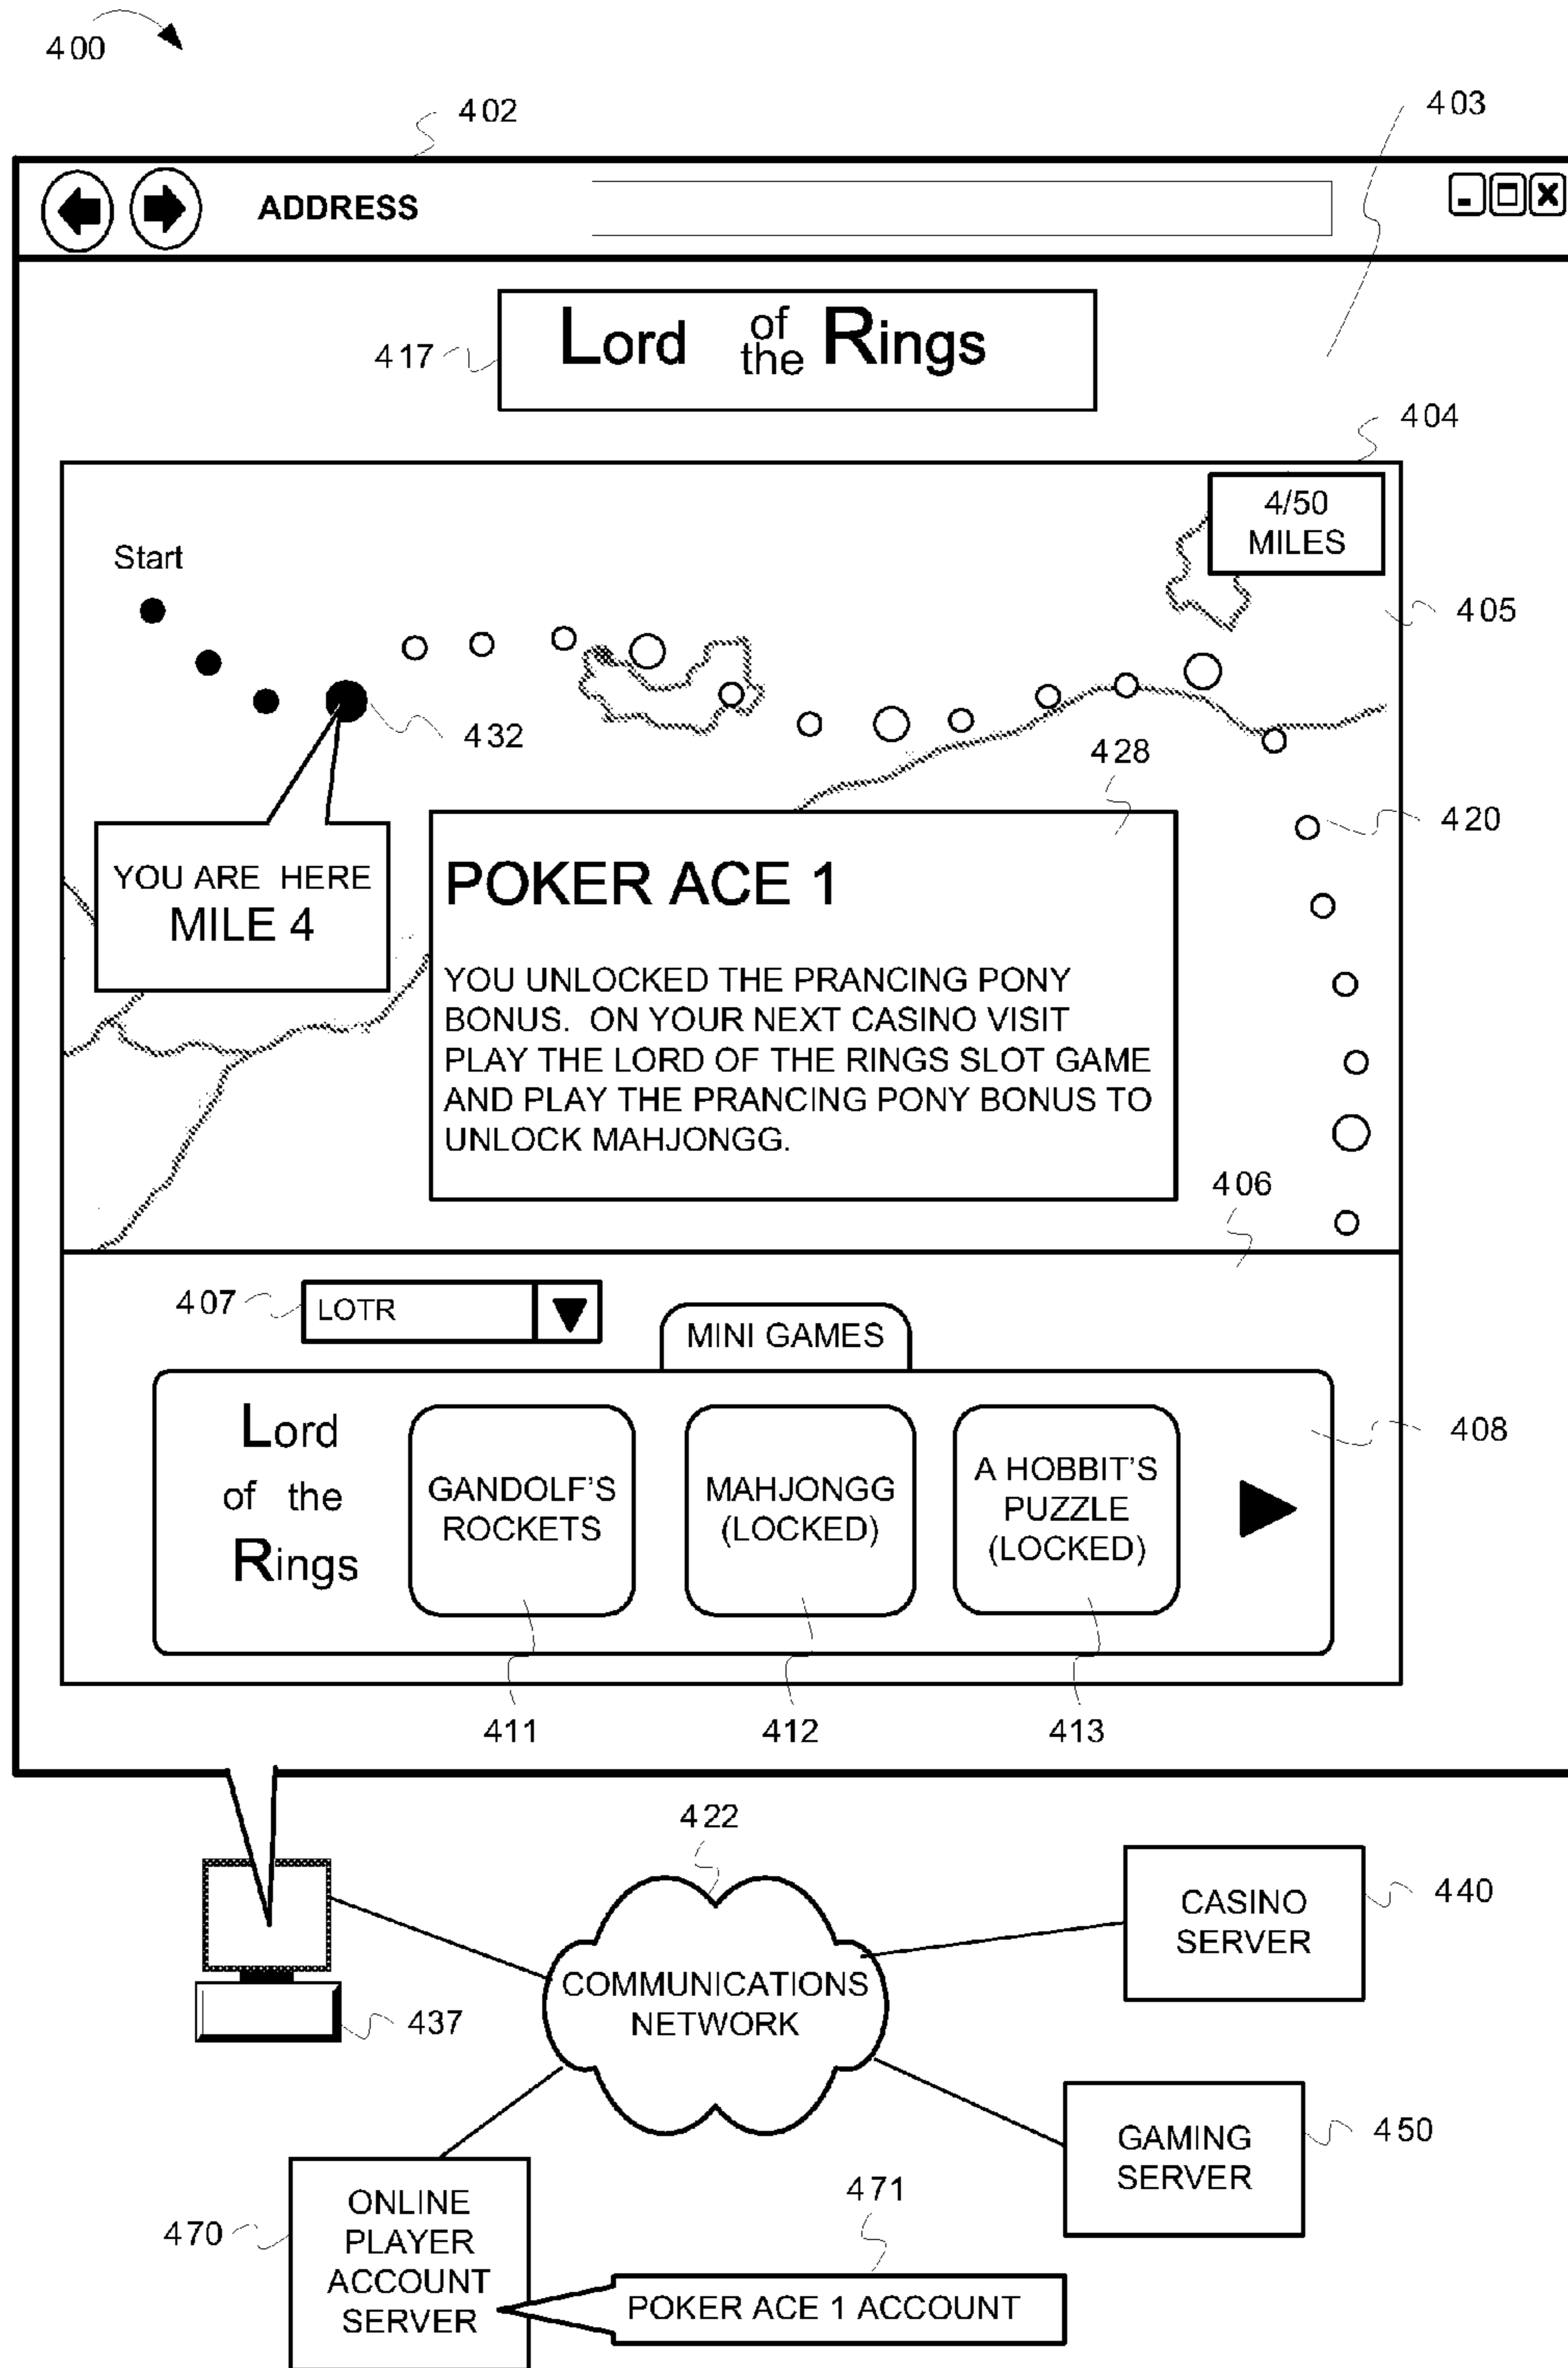 400
402
403
ADDRESS
Lord of the Rings
417
404
4/50
MILES
Start
405
432
428
420
YOU ARE HERE
MILE 4
POKER ACE 1
YOU UNLOCKED THE PRANCING PONY
BONUS. ON YOUR NEXT CASINO VISIT
PLAY THE LORD OF THE RINGS SLOT GAME
AND PLAY THE PRANCING PONY BONUS TO
UNLOCK MAHJONGG.
406
407
LOTR
MINI GAMES
Lord
of the
Rings
GANDOLF'S
ROCKETS
MAHJONGG
(LOCKED)
A HOBBIT'S
PUZZLE
(LOCKED)
408
411
412
413
422
CASINO
SERVER
440
COMMUNICATIONS
NETWORK
437
GAMING
SERVER
450
470
ONLINE
PLAYER
ACCOUNT
SERVER
471
POKER ACE 1 ACCOUNT